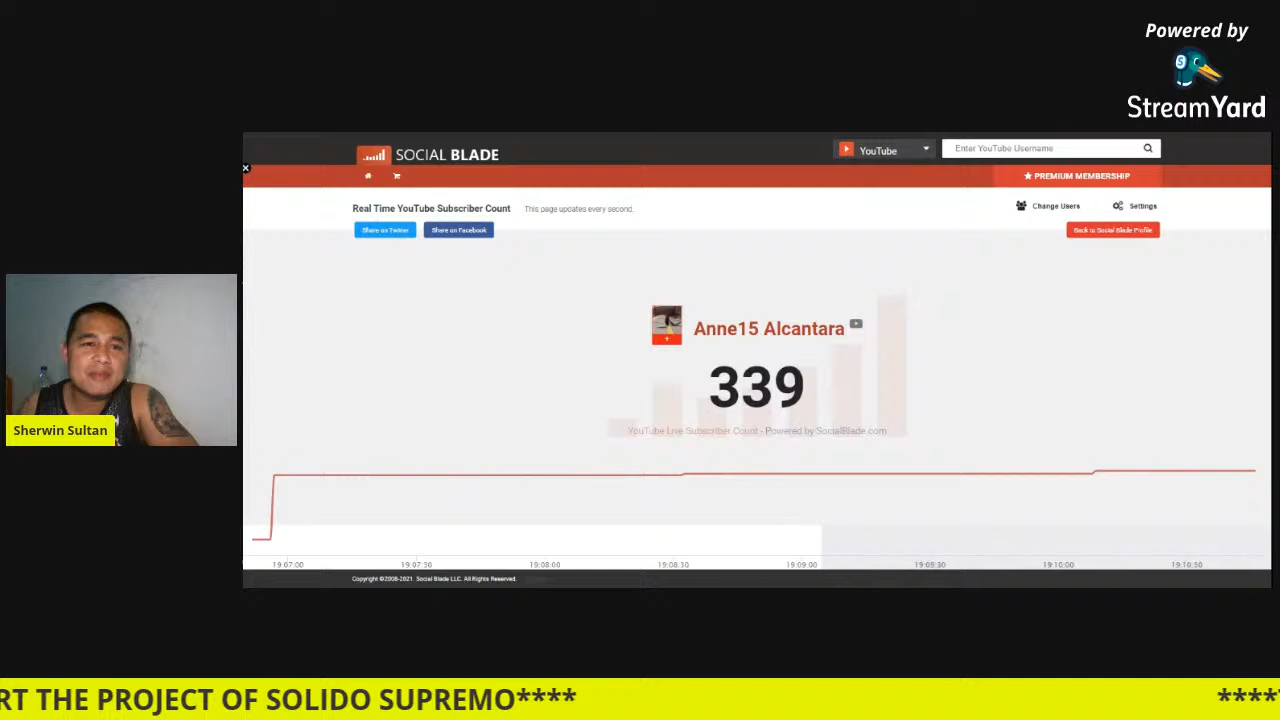 Powered by
StreamYard
SOCIAL BLADE
YouTube
Enter YouTube Username
PREMIUM MEMBERSHIP
Real Time YouTube Subscriber Count
This page updates every second.
Change Users
Settings
Share on Twitter
Share on Facebook
Back to Social Blade Profile
Anne15 Alcantara
339
YouTube Live Subscriber Count - Powered by SocialBlade.com
Sherwin Sultan
19:07:00 19:07:30 19:08:00 19:08:30 19:09:00 19:09:30 19:10:00 19:10:30
Copyright ©2008-2021. Social Blade LLC. All Rights Reserved.
RT THE PROJECT OF SOLIDO SUPREMO**** ****